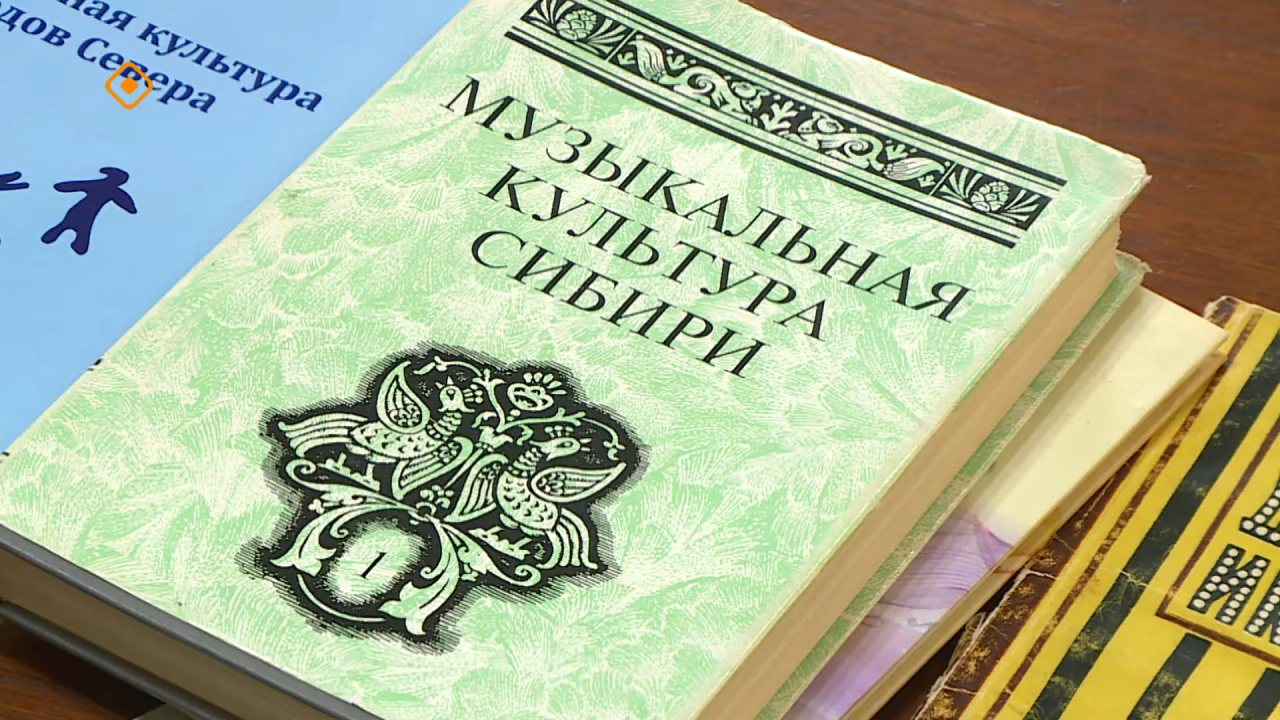 ная культура
дов Севера
МУЗЫКАЛЬНАЯ
КУЛЬТУРА
СИБИРИ
1